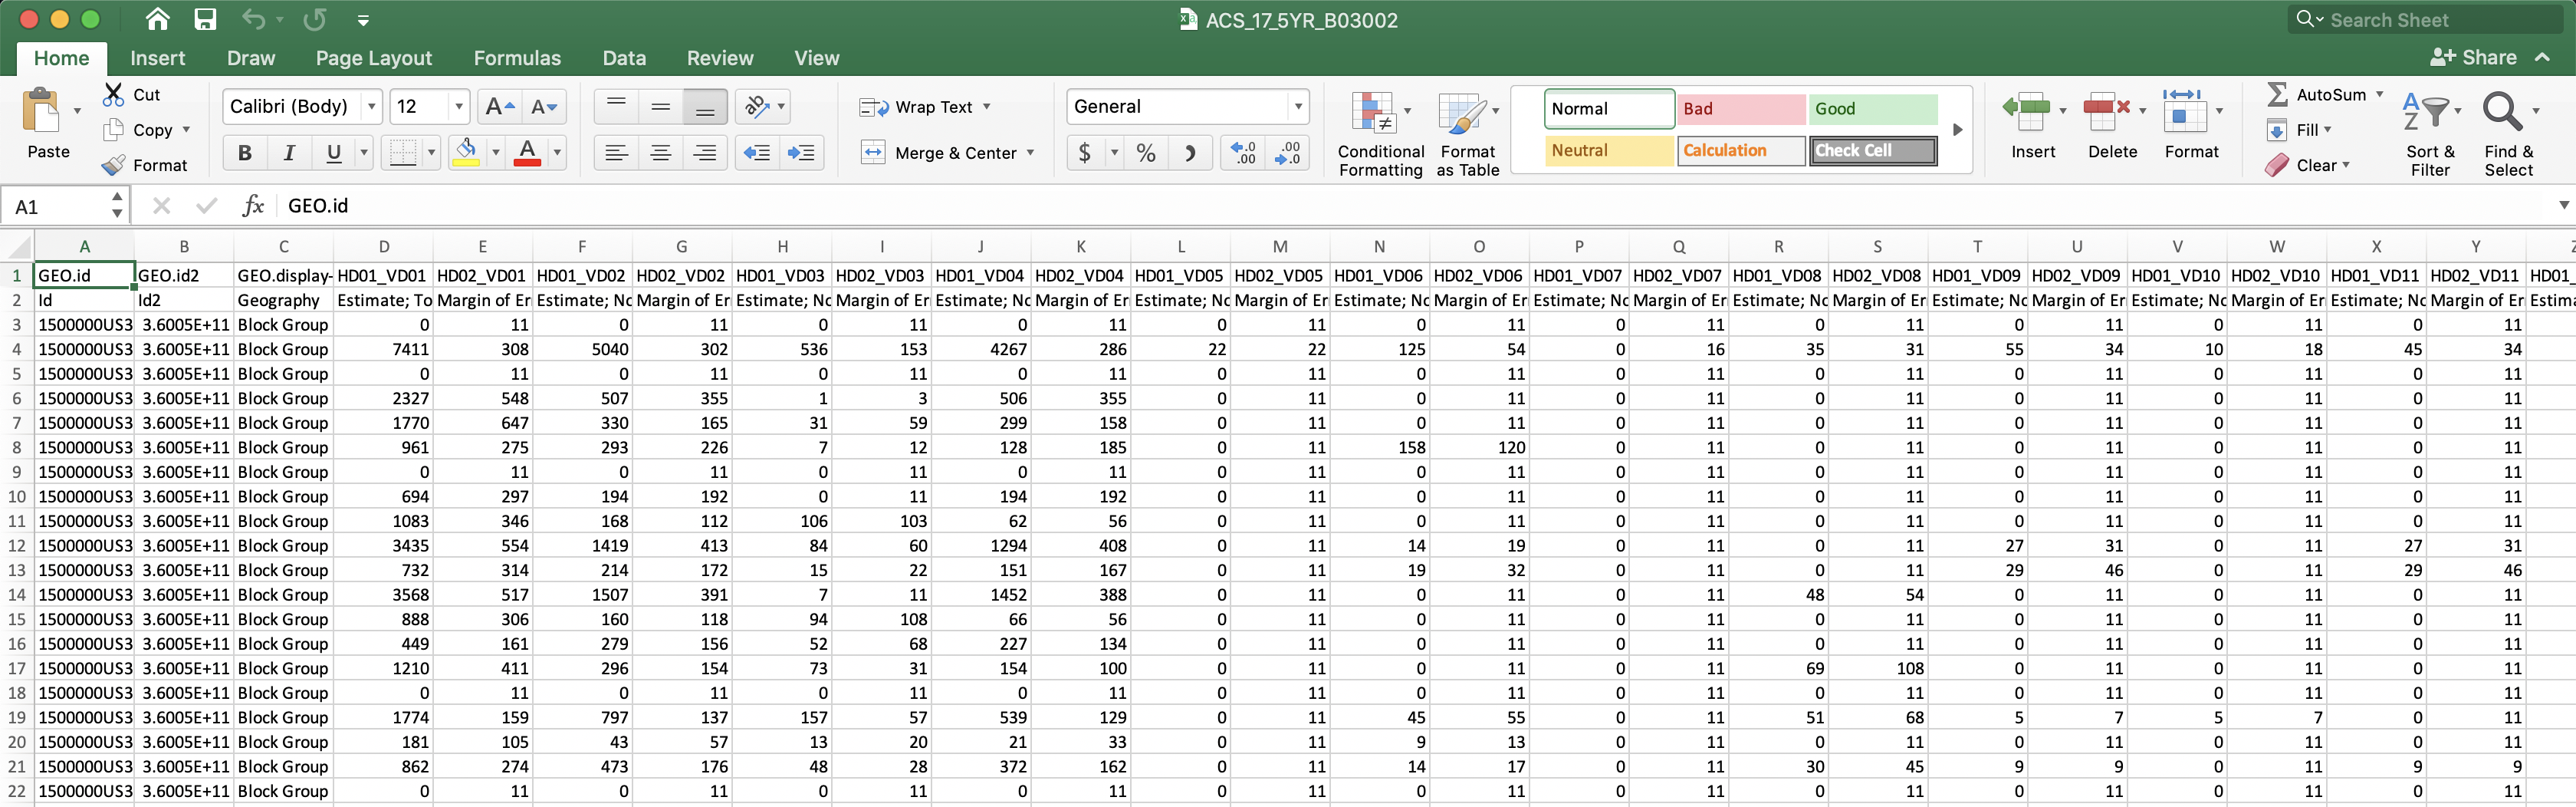 ACS_17_5YR_B03002
Search Sheet
Home Insert Draw Page Layout Formulas Data Review View Share
Paste
Cut
Copy
Format
Calibri (Body) 12
B I U
Wrap Text
Merge & Center
General
$ %
Conditional Formatting
Format as Table
Normal Bad Good
Neutral Calculation Check Cell
Insert Delete Format
AutoSum
Fill
Clear
Sort & Filter
Find & Select
A1 fx GEO.id
A B C D E F G H I J K L M N O P Q R S T U V W X Y
1 GEO.id GEO.id2 GEO.display- HD01_VD01 HD02_VD01 HD01_VD02 HD02_VD02 HD01_VD03 HD02_VD03 HD01_VD04 HD02_VD04 HD01_VD05 HD02_VD05 HD01_VD06 HD02_VD06 HD01_VD07 HD02_VD07 HD01_VD08 HD02_VD08 HD01_VD09 HD02_VD09 HD01_VD10 HD02_VD10 HD01_VD11 HD02_VD11 HD01_
2 Id Id2 Geography Estimate; To Margin of Er Estimate; Nc Margin of Er Estimate; Nc Margin of Er Estimate; Nc Margin of Er Estimate; Nc Margin of Er Estimate; Nc Margin of Er Estimate; Nc Margin of Er Estimate; Nc Margin of Er Estimate; Nc Margin of Er Estimate; Nc Margin of Er Estimate; Nc Margin of Er Estima
3 1500000US3 3.6005E+11 Block Group 0 11 0 11 0 11 0 11 0 11 0 11 0 11 0 11 0 11 0 11 0 11
4 1500000US3 3.6005E+11 Block Group 7411 308 5040 302 536 153 4267 286 22 22 125 54 0 16 35 31 55 34 10 18 45 34
5 1500000US3 3.6005E+11 Block Group 0 11 0 11 0 11 0 11 0 11 0 11 0 11 0 11 0 11 0 11 0 11
6 1500000US3 3.6005E+11 Block Group 2327 548 507 355 1 3 506 355 0 11 0 11 0 11 0 11 0 11 0 11 0 11
7 1500000US3 3.6005E+11 Block Group 1770 647 330 165 31 59 299 158 0 11 0 11 0 11 0 11 0 11 0 11 0 11
8 1500000US3 3.6005E+11 Block Group 961 275 293 226 7 12 128 185 0 11 158 120 0 11 0 11 0 11 0 11 0 11
9 1500000US3 3.6005E+11 Block Group 0 11 0 11 0 11 0 11 0 11 0 11 0 11 0 11 0 11 0 11 0 11
10 1500000US3 3.6005E+11 Block Group 694 297 194 192 0 11 194 192 0 11 0 11 0 11 0 11 0 11 0 11 0 11
11 1500000US3 3.6005E+11 Block Group 1083 346 168 112 106 103 62 56 0 11 0 11 0 11 0 11 0 11 0 11 0 11
12 1500000US3 3.6005E+11 Block Group 3435 554 1419 413 84 60 1294 408 0 11 14 19 0 11 0 11 27 31 0 11 27 31
13 1500000US3 3.6005E+11 Block Group 732 314 214 172 15 22 151 167 0 11 19 32 0 11 0 11 29 46 0 11 29 46
14 1500000US3 3.6005E+11 Block Group 3568 517 1507 391 7 11 1452 388 0 11 0 11 0 11 48 54 0 11 0 11 0 11
15 1500000US3 3.6005E+11 Block Group 888 306 160 118 94 108 66 56 0 11 0 11 0 11 0 11 0 11 0 11 0 11
16 1500000US3 3.6005E+11 Block Group 449 161 279 156 52 68 227 134 0 11 0 11 0 11 0 11 0 11 0 11 0 11
17 1500000US3 3.6005E+11 Block Group 1210 411 296 154 73 31 154 100 0 11 0 11 0 11 69 108 0 11 0 11 0 11
18 1500000US3 3.6005E+11 Block Group 0 11 0 11 0 11 0 11 0 11 0 11 0 11 0 11 0 11 0 11 0 11
19 1500000US3 3.6005E+11 Block Group 1774 159 797 137 157 57 539 129 0 11 45 55 0 11 51 68 5 7 5 7 0 11
20 1500000US3 3.6005E+11 Block Group 181 105 43 57 13 20 21 33 0 11 9 13 0 11 0 11 0 11 0 11 0 11
21 1500000US3 3.6005E+11 Block Group 862 274 473 176 48 28 372 162 0 11 14 17 0 11 30 45 9 9 0 11 9 9
22 1500000US3 3.6005E+11 Block Group 0 11 0 11 0 11 0 11 0 11 0 11 0 11 0 11 0 11 0 11 0 11